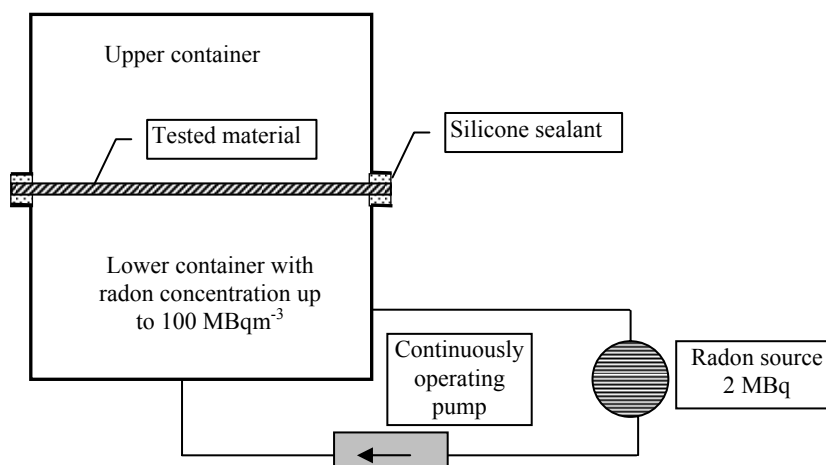 Upper container
Tested material
Silicone sealant
Lower container with
radon concentration up
to 100 MBqm⁻³
Continuously
operating
pump
Radon source
2 MBq